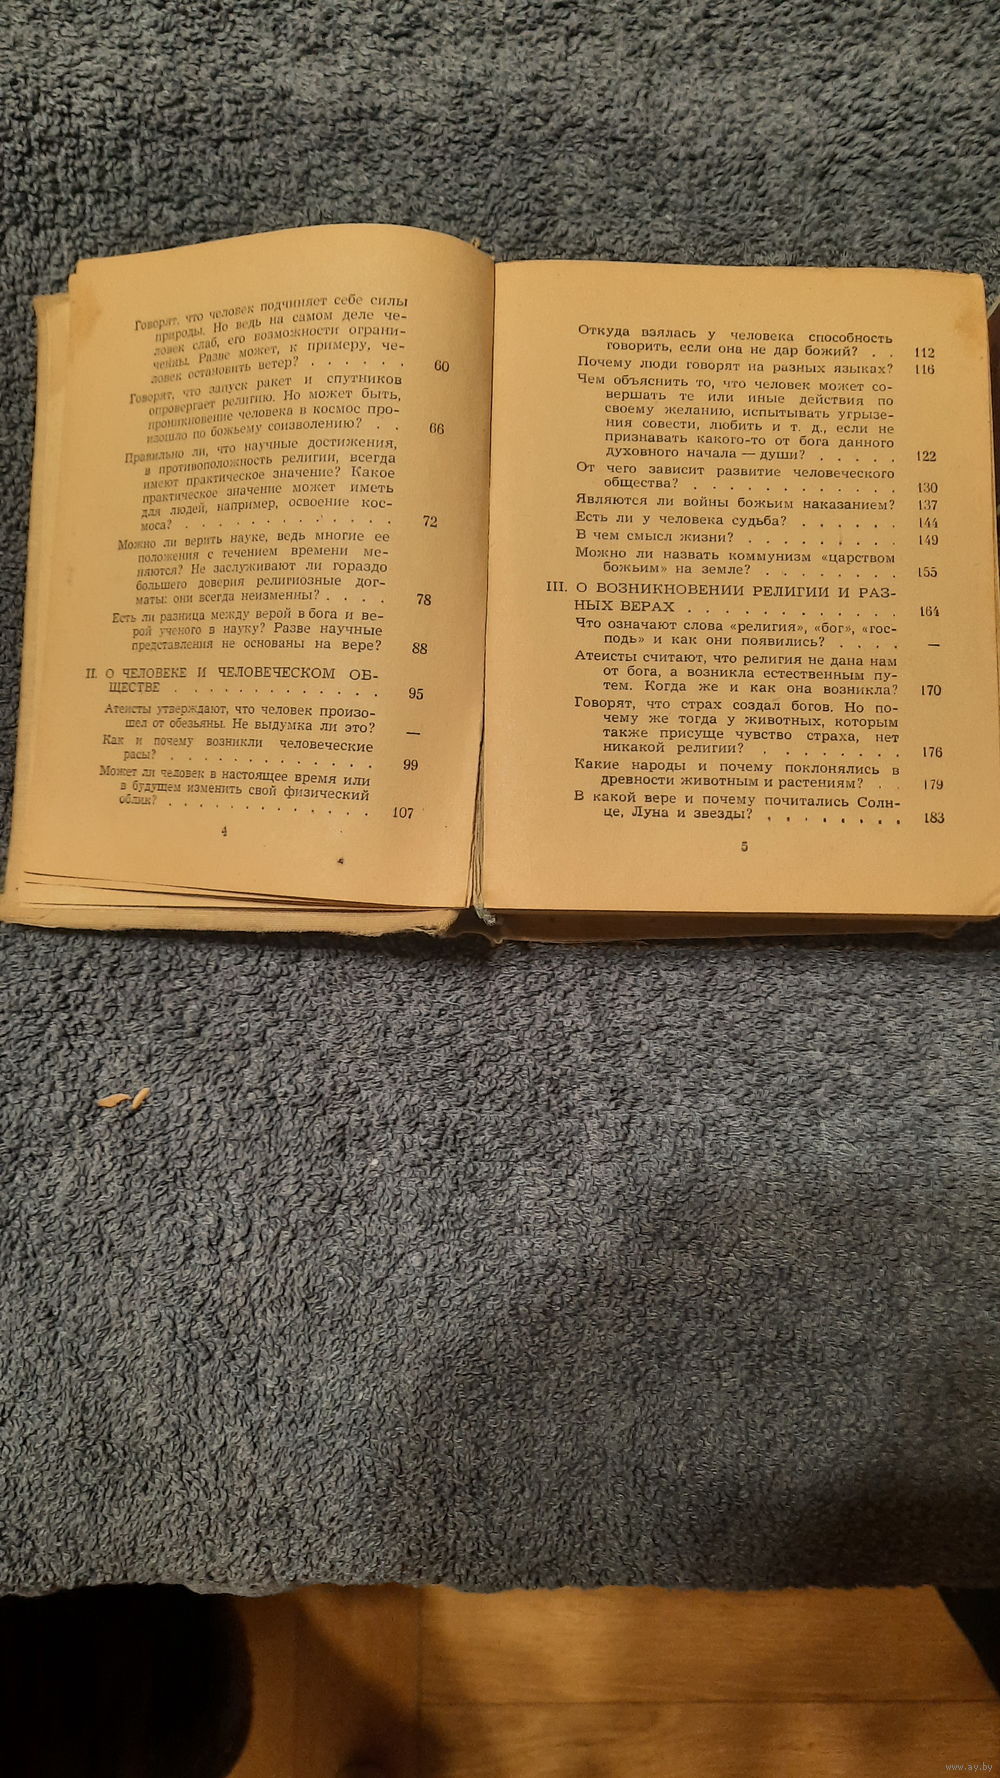 Говорят, что человек подчиняет себе силы
природы. Но ведь на самом деле че-
ловек слаб, его возможности ограни-
ченны. Разве может, к примеру, че-
ловек остановить ветер? . . . . . . 60
Говорят, что запуск ракет и спутников
опровергает религию. Но может быть,
проникновение человека в космос про-
изошло по божьему соизволению? . . 66
Правильно ли, что научные достижения,
в противоположность религии, всегда
имеют практическое значение? Какое
практическое значение может иметь
для людей, например, освоение кос-
моса? . . . . . . . . . . . . 72
Можно ли верить науке, ведь многие ее
положения с течением времени ме-
няются? Не заслуживают ли гораздо
большего доверия религиозные дог-
маты: они всегда неизменны? . . . . 78
Есть ли разница между верой в бога и ве-
рой ученого в науку? Разве научные
представления не основаны на вере? 88
II. О ЧЕЛОВЕКЕ И ЧЕЛОВЕЧЕСКОМ ОБ-
ЩЕСТВЕ . . . . . . . . . . . . . 95
Атеисты утверждают, что человек произо-
шел от обезьяны. Не выдумка ли это? —
Как и почему возникли человеческие
расы? . . . . . . . . . . . . 99
Может ли человек в настоящее время или
в будущем изменить свой физический
облик? . . . . . . . . . . . . 107
4
Откуда взялась у человека способность
говорить, если она не дар божий? . . 112
Почему люди говорят на разных языках? 116
Чем объяснить то, что человек может со-
вершать те или иные действия по
своему желанию, испытывать угрызе-
ния совести, любить и т. д., если не
признавать какого-то от бога данного
духовного начала — души? . . . . . 122
От чего зависит развитие человеческого
общества? . . . . . . . . . . . . 130
Являются ли войны божьим наказанием? 137
Есть ли у человека судьба? . . . . . . 144
В чем смысл жизни? . . . . . . . . . 149
Можно ли назвать коммунизм «царством
божьим» на земле? . . . . . . . . 155
III. О ВОЗНИКНОВЕНИИ РЕЛИГИИ И РАЗ-
НЫХ ВЕРАХ . . . . . . . . . . . . 164
Что означают слова «религия», «бог», «гос-
подь» и как они появились? . . . . —
Атеисты считают, что религия не дана нам
от бога, а возникла естественным пу-
тем. Когда же и как она возникла? 170
Говорят, что страх создал богов. Но по-
чему же тогда у животных, которым
также присуще чувство страха, нет
никакой религии? . . . . . . . . 176
Какие народы и почему поклонялись в
древности животным и растениям? . . 179
В какой вере и почему почитались Солн-
це, Луна и звезды? . . . . . . . . 183
5
www.ay.by